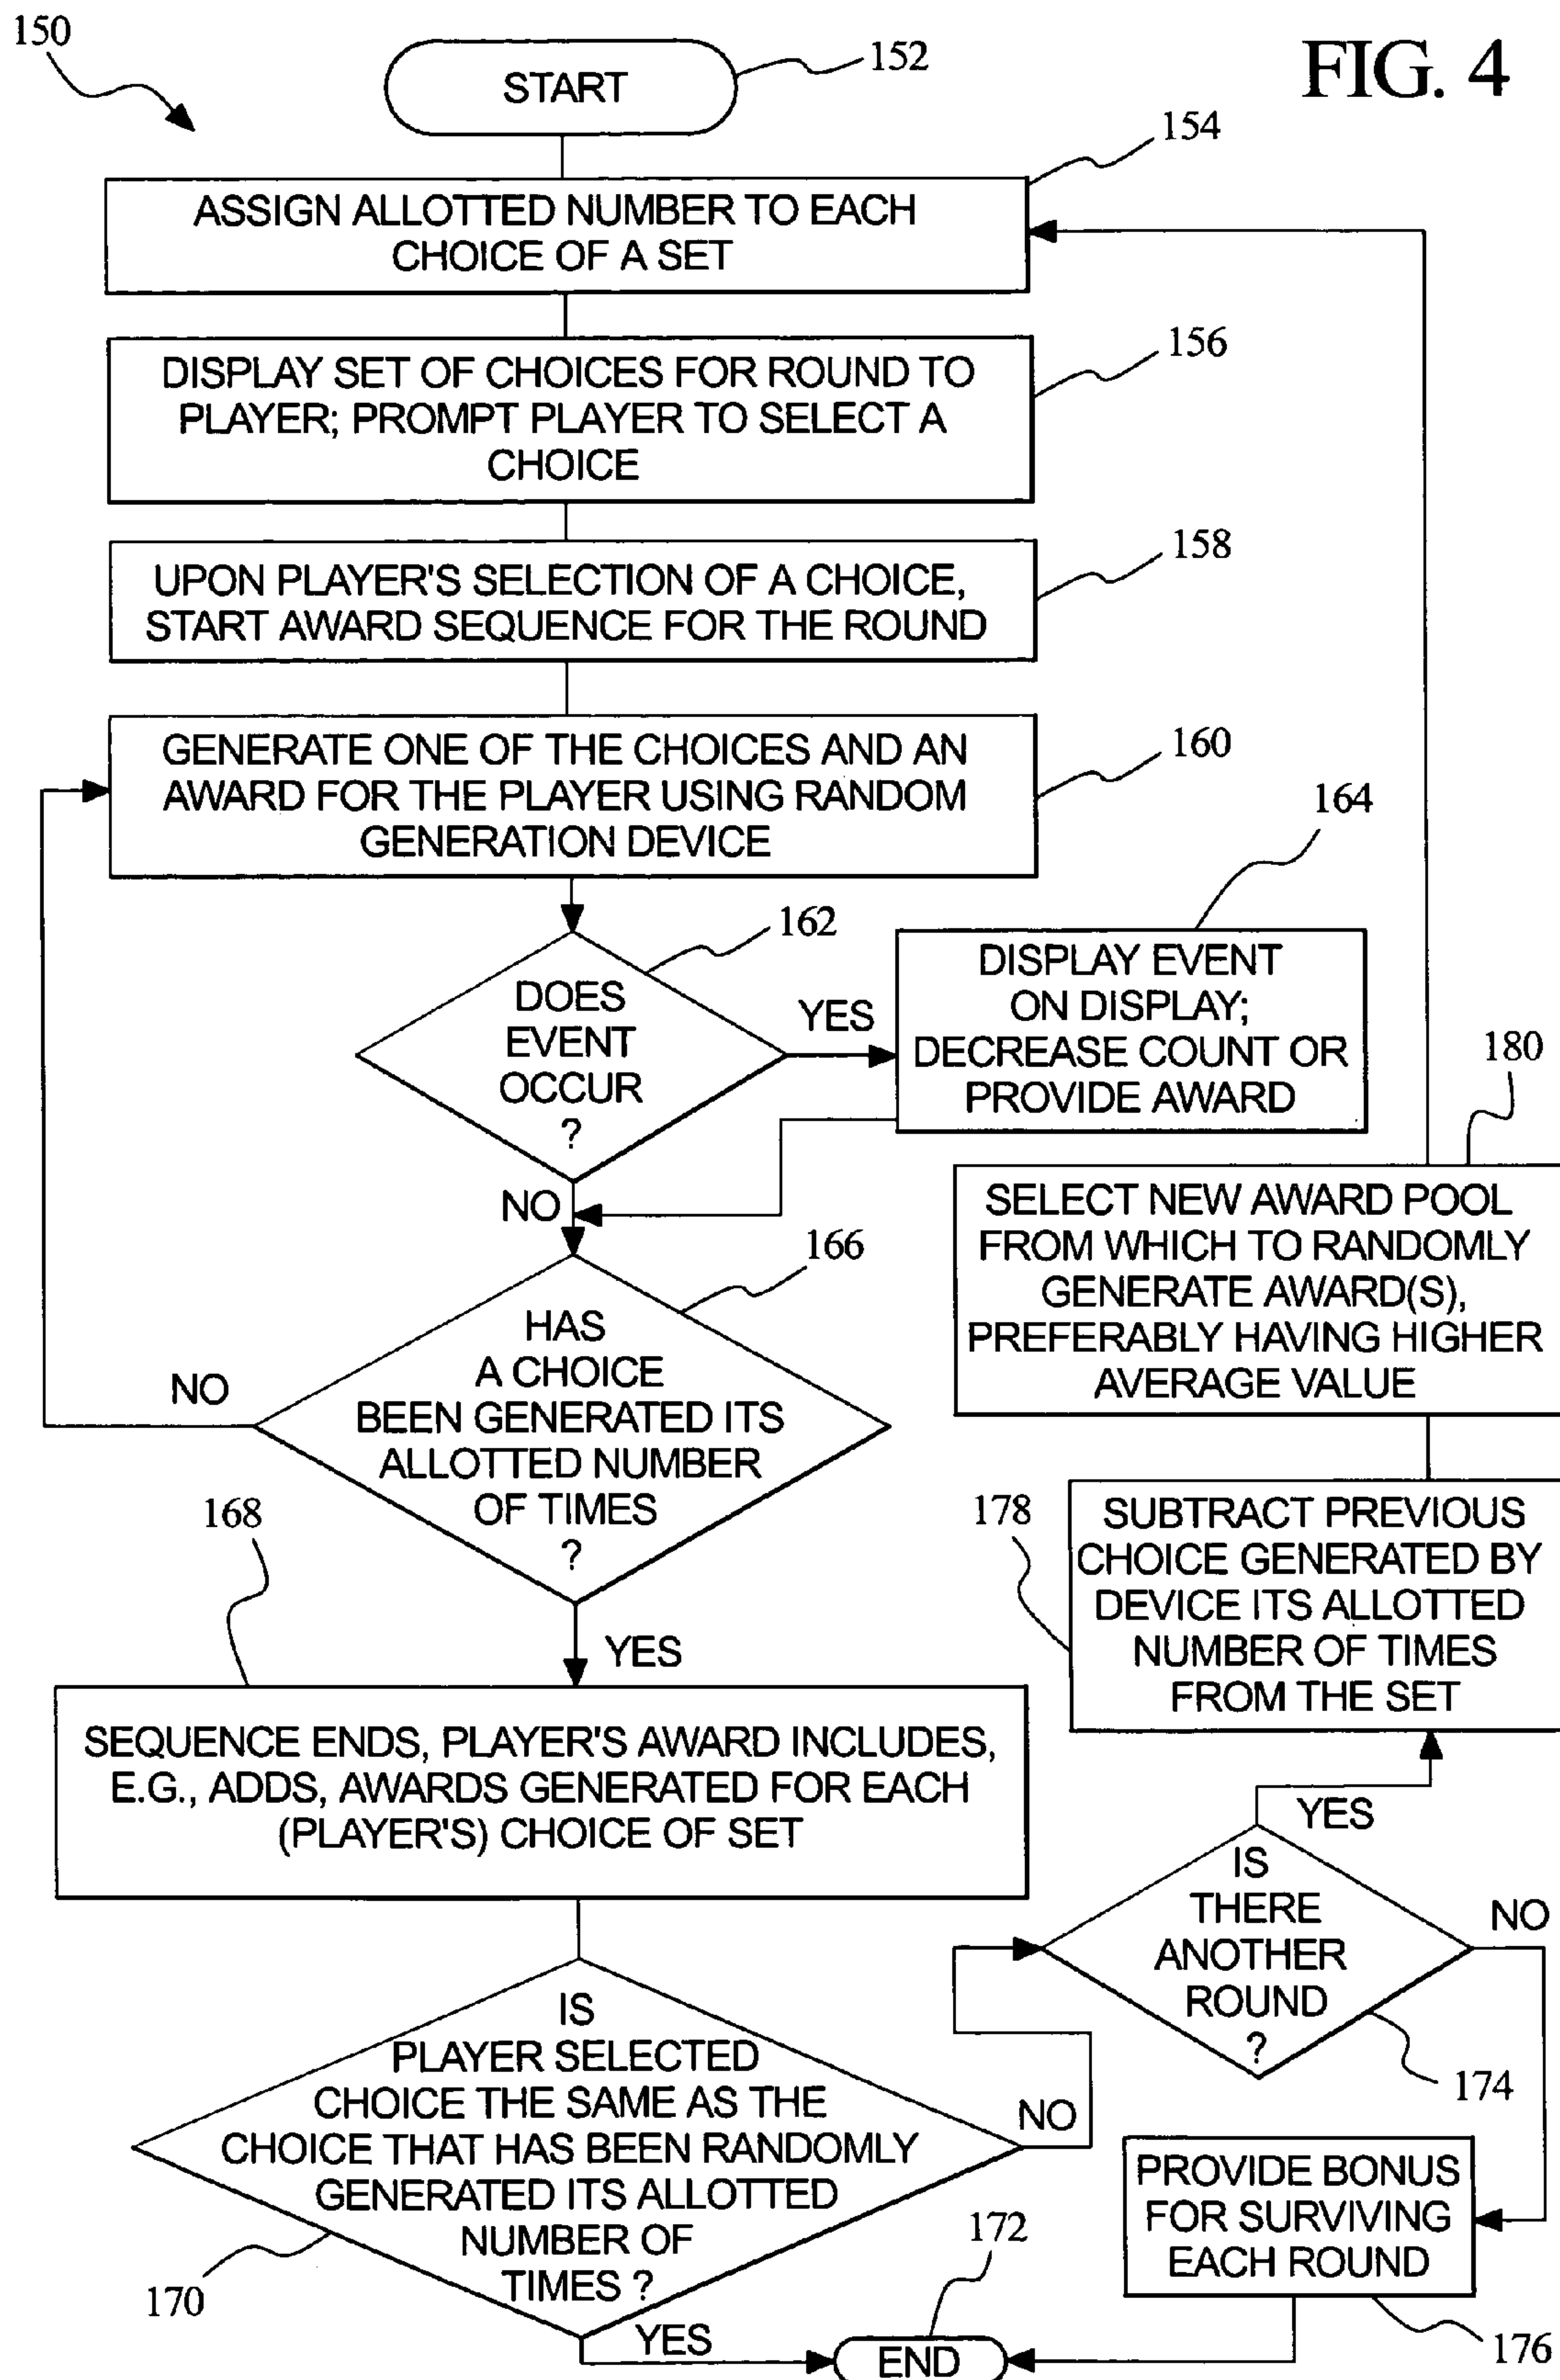 150
START
152
FIG. 4
154
ASSIGN ALLOTTED NUMBER TO EACH
CHOICE OF A SET
156
DISPLAY SET OF CHOICES FOR ROUND TO
PLAYER; PROMPT PLAYER TO SELECT A
CHOICE
158
UPON PLAYER'S SELECTION OF A CHOICE,
START AWARD SEQUENCE FOR THE ROUND
160
GENERATE ONE OF THE CHOICES AND AN
AWARD FOR THE PLAYER USING RANDOM
GENERATION DEVICE
162
DOES
EVENT
OCCUR
?
YES
164
DISPLAY EVENT
ON DISPLAY;
DECREASE COUNT OR
PROVIDE AWARD
NO
166
HAS
A CHOICE
BEEN GENERATED ITS
ALLOTTED NUMBER
OF TIMES
?
NO
YES
168
SEQUENCE ENDS, PLAYER'S AWARD INCLUDES,
E.G., ADDS, AWARDS GENERATED FOR EACH
(PLAYER'S) CHOICE OF SET
IS
PLAYER SELECTED
CHOICE THE SAME AS THE
CHOICE THAT HAS BEEN RANDOMLY
GENERATED ITS ALLOTTED
NUMBER OF
TIMES ?
170
NO
YES
172
END
180
SELECT NEW AWARD POOL
FROM WHICH TO RANDOMLY
GENERATE AWARD(S),
PREFERABLY HAVING HIGHER
AVERAGE VALUE
178
SUBTRACT PREVIOUS
CHOICE GENERATED BY
DEVICE ITS ALLOTTED
NUMBER OF TIMES
FROM THE SET
YES
IS
THERE
ANOTHER
ROUND
?
NO
174
PROVIDE BONUS
FOR SURVIVING
EACH ROUND
176